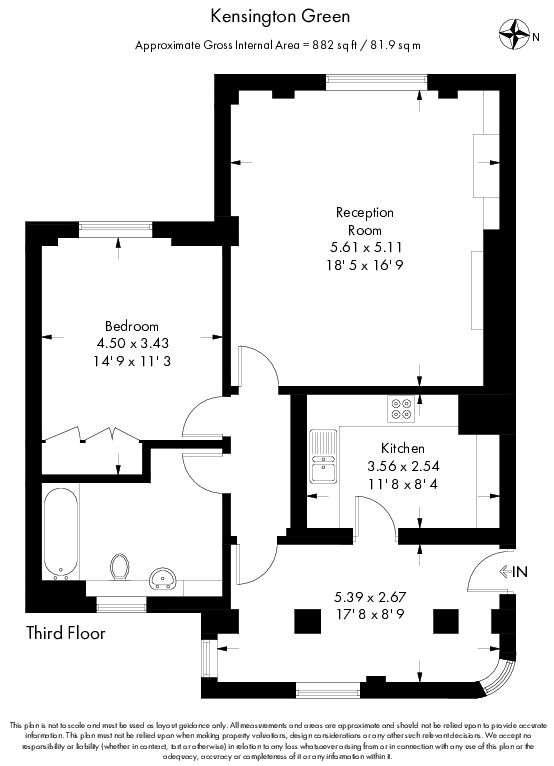 Kensington Green
Approximate Gross Internal Area = 882 sq ft / 81.9 sq m
N
Reception
Room
5.61 x 5.11
18' 5 x 16' 9
Bedroom
4.50 x 3.43
14' 9 x 11' 3
Kitchen
3.56 x 2.54
11' 8 x 8' 4
IN
5.39 x 2.67
17' 8 x 8' 9
Third Floor
This plan is not to scale and must be used as layout guidance only. All measurements and areas are approximate and should not be relied upon to provide accurate
information. This plan must not be relied upon when making property valuations, design considerations or any other such relevant decisions. We accept no
responsibility or liability (whether in contract, tort or otherwise) in relation to any loss whatsoever arising from or in connection with any use of this plan or the
adequacy, accuracy or completeness of it or any information within it.